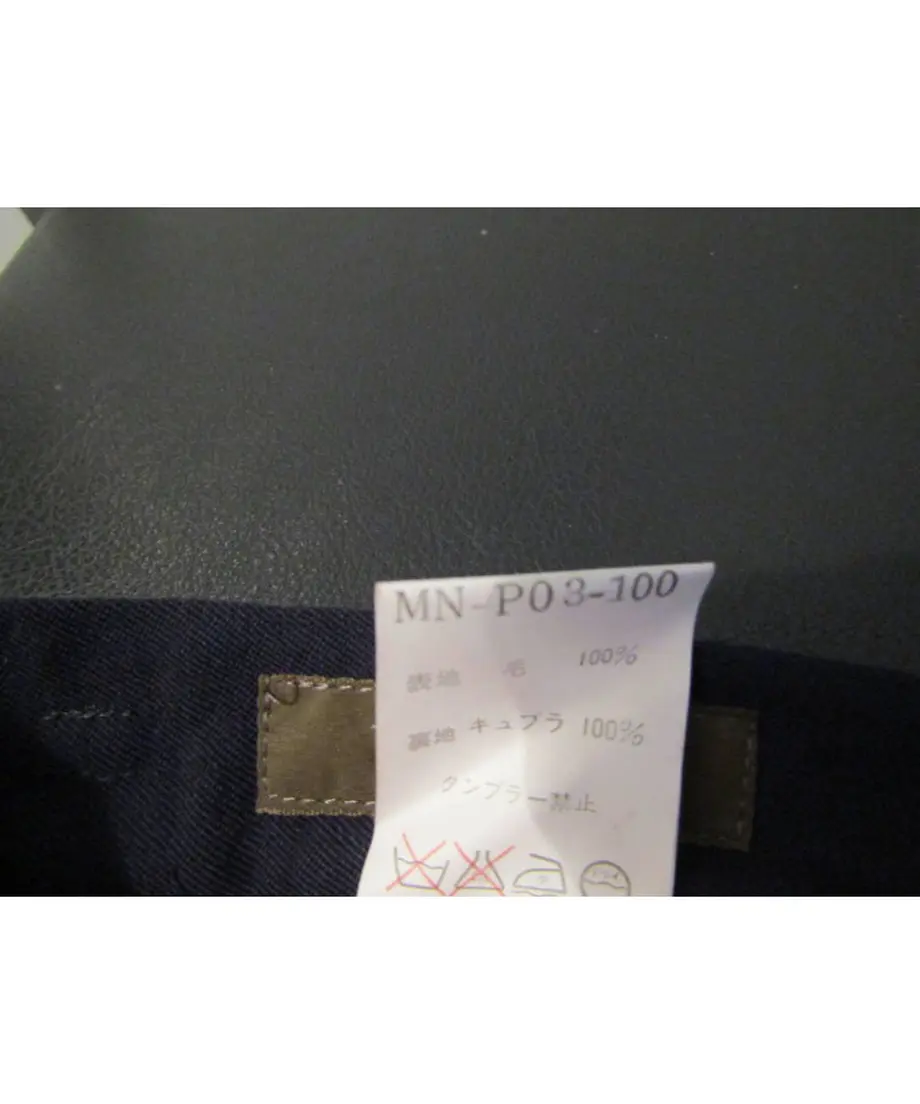 MN-P03-100
表地 毛 100%
裏地 キュプラ 100%
タンブラー禁止